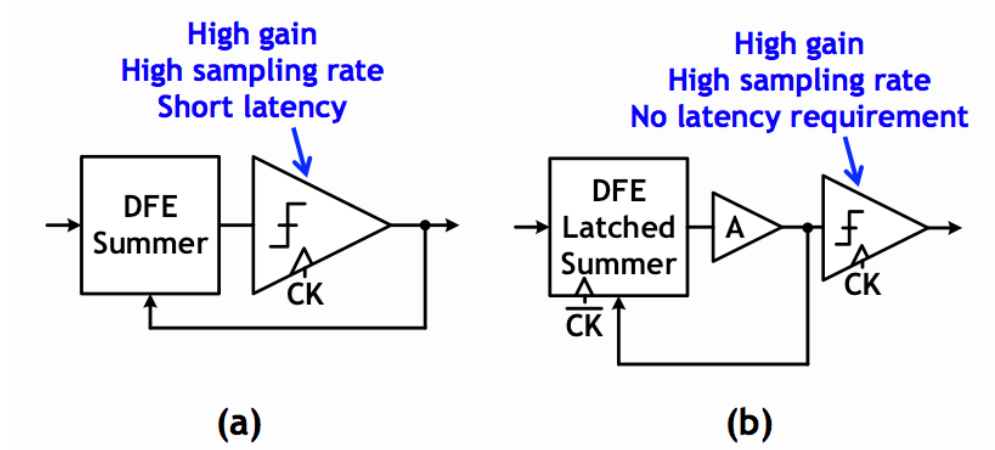 High gain
High sampling rate
Short latency
DFE
Summer
CK
(a)
High gain
High sampling rate
No latency requirement
DFE
Latched
Summer
A
CK
CK
(b)